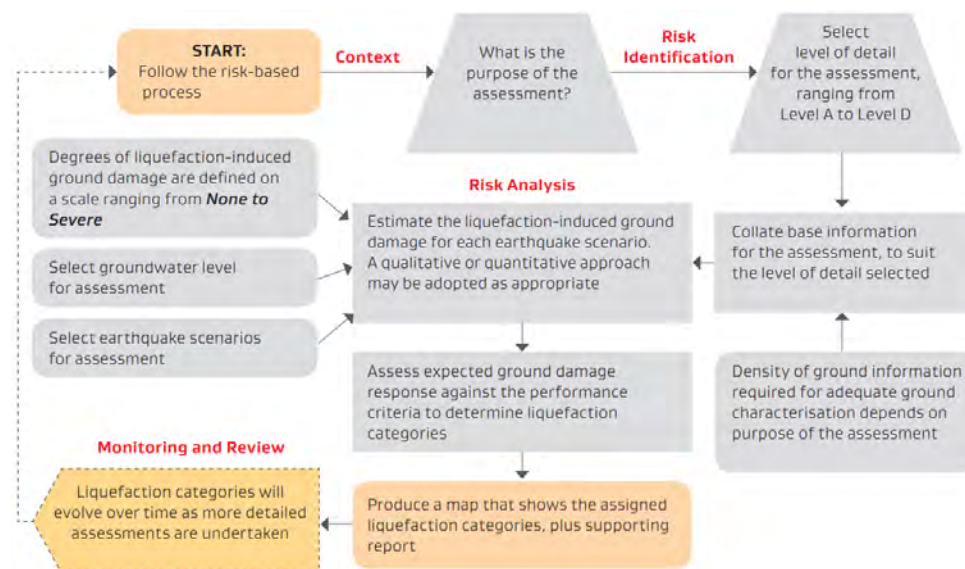 START:
Follow the risk-based
process
Context
What is the
purpose of the
assessment?
Risk
Identification
Select
level of detail
for the assessment,
ranging from
Level A to Level D
Degrees of liquefaction-induced
ground damage are defined on
a scale ranging from None to
Severe
Select groundwater level
for assessment
Select earthquake scenarios
for assessment
Risk Analysis
Estimate the liquefaction-induced ground
damage for each earthquake scenario.
A qualitative or quantitative approach
may be adopted as appropriate
Collate base information
for the assessment, to suit
the level of detail selected
Density of ground information
required for adequate ground
characterisation depends on
purpose of the assessment
Assess expected ground damage
response against the performance
criteria to determine liquefaction
categories
Monitoring and Review
Liquefaction categories will
evolve over time as more detailed
assessments are undertaken
Produce a map that shows the assigned
liquefaction categories, plus supporting
report